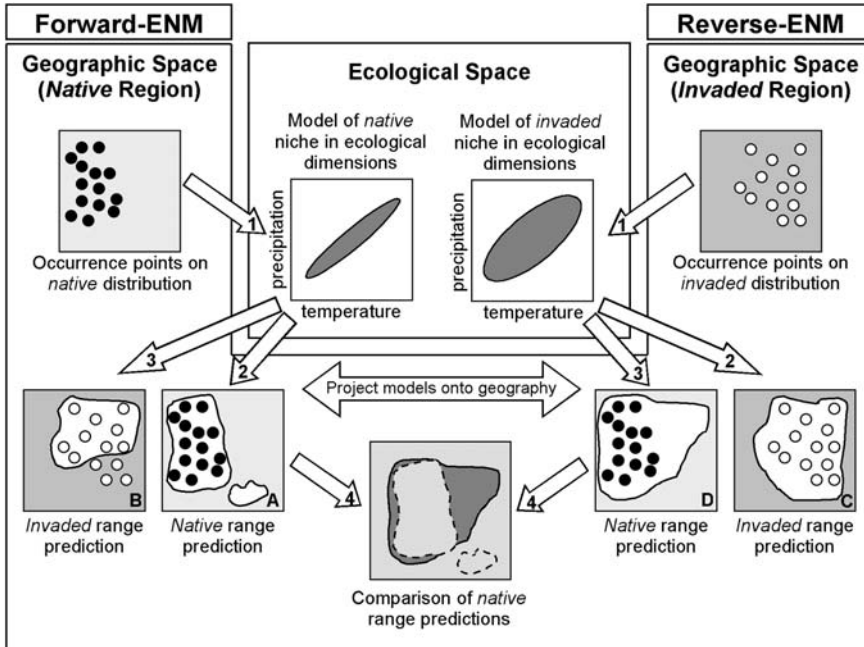 Forward-ENM
Reverse-ENM
Geographic Space
(Native Region)
Ecological Space
Geographic Space
(Invaded Region)
Model of native
niche in ecological
dimensions
Model of invaded
niche in ecological
dimensions
precipitation
temperature
precipitation
temperature
1
1
Occurrence points on
native distribution
Occurrence points on
invaded distribution
3
2
3
2
Project models onto geography
B
A
D
C
4
4
Invaded range
prediction
Native range
prediction
Native range
prediction
Invaded range
prediction
Comparison of native
range predictions